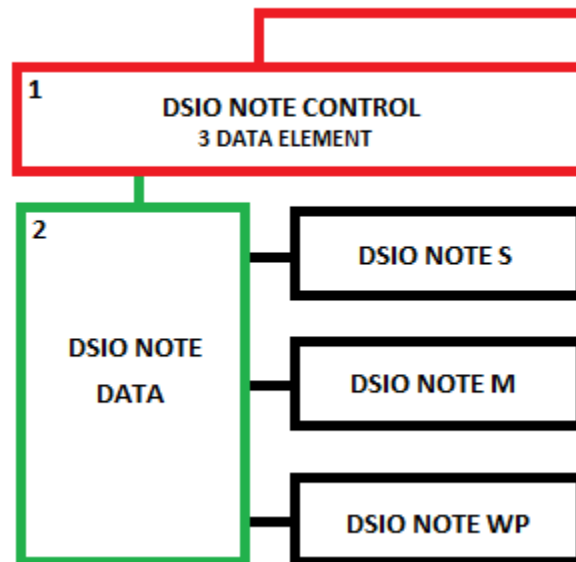 1
DSIO NOTE CONTROL
3 DATA ELEMENT
2
DSIO NOTE
DATA
DSIO NOTE S
DSIO NOTE M
DSIO NOTE WP